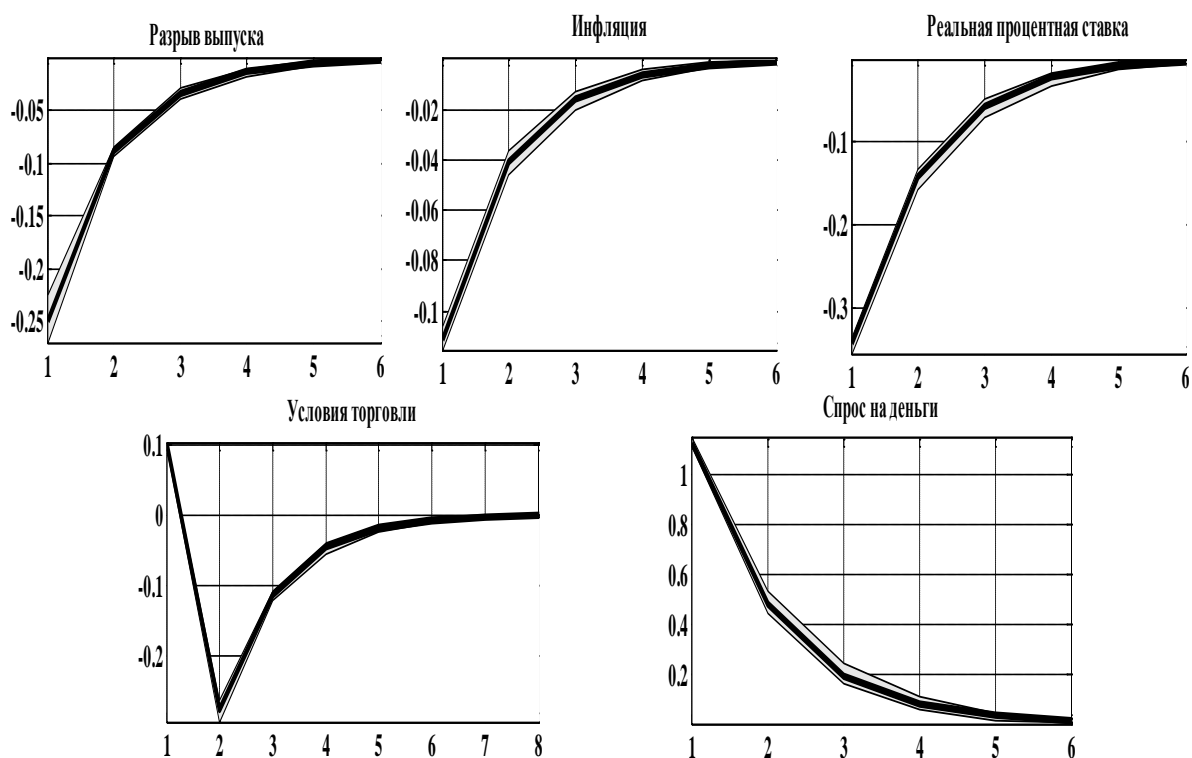 Разрыв выпуска
Инфляция
Реальная процентная ставка
-0.05
-0.1
-0.15
-0.2
-0.25
1 2 3 4 5 6
-0.02
-0.04
-0.06
-0.08
-0.1
1 2 3 4 5 6
-0.1
-0.2
-0.3
1 2 3 4 5 6
Условия торговли
Спрос на деньги
0.1
0
-0.1
-0.2
1 2 3 4 5 6 7 8
1
0.8
0.6
0.4
0.2
1 2 3 4 5 6